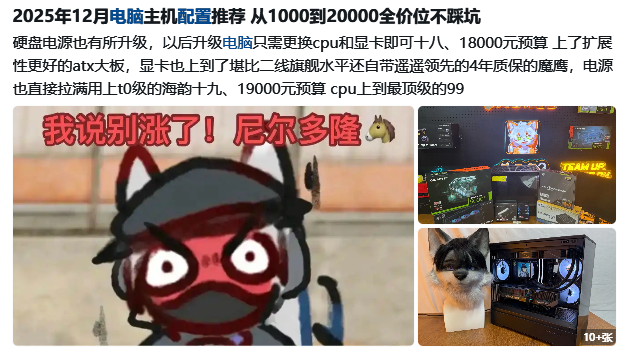 2025年12月电脑主机配置推荐 从1000到20000全价位不踩坑
硬盘电源也有所升级，以后升级电脑只需更换cpu和显卡即可十八、18000元预算 上了扩展
性更好的atx大板，显卡也上到了堪比二线旗舰水平还自带遥遥领先的4年质保的魔鹰，电源
也直接拉满用上t0级的海韵十九、19000元预算 cpu上到最顶级的99
我说别涨了！尼尔多隆🐴
TEAM UP.
10+张